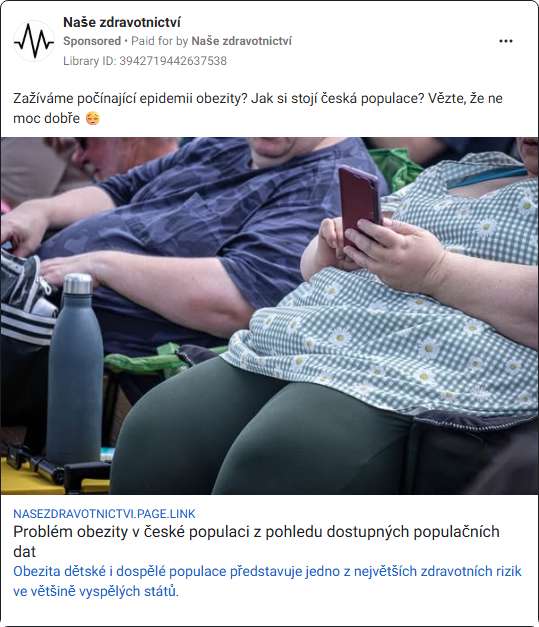 Naše zdravotnictví
Sponsored • Paid for by Naše zdravotnictví
Library ID: 3942719442637538
Zažíváme počínající epidemii obezity? Jak si stojí česká populace? Vězte, že ne
moc dobře 😔
NASEZDRAVOTNICTVI.PAGE.LINK
Problém obezity v české populaci z pohledu dostupných populačních
dat
Obezita dětské i dospělé populace představuje jedno z největších zdravotních rizik
ve většině vyspělých států.